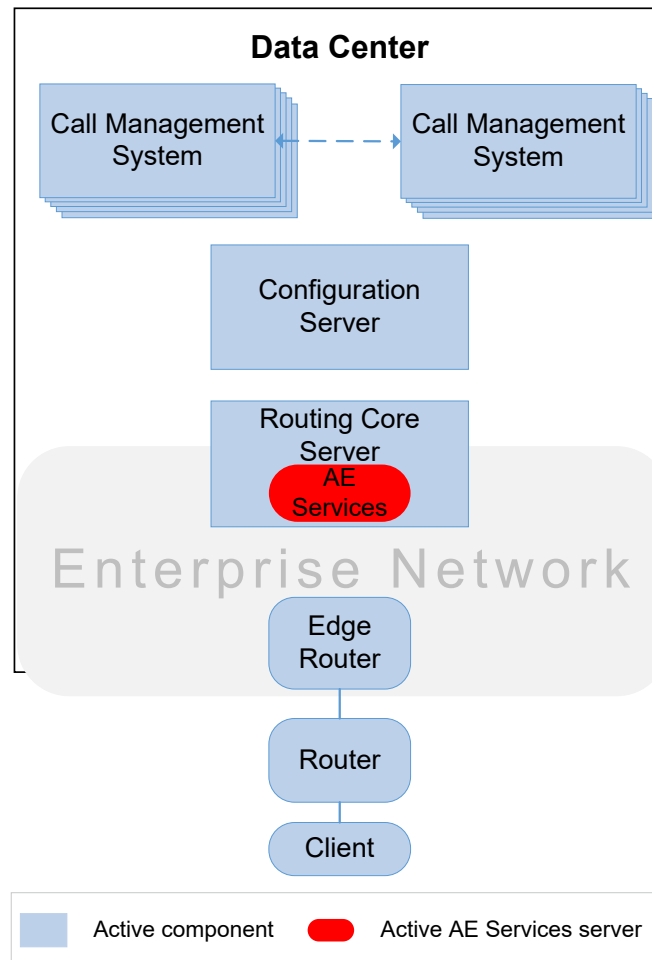 Data Center
Call Management
System
Call Management
System
Configuration
Server
Routing Core
Server
AE
Services
Enterprise Network
Edge
Router
Router
Client
Active component
Active AE Services server